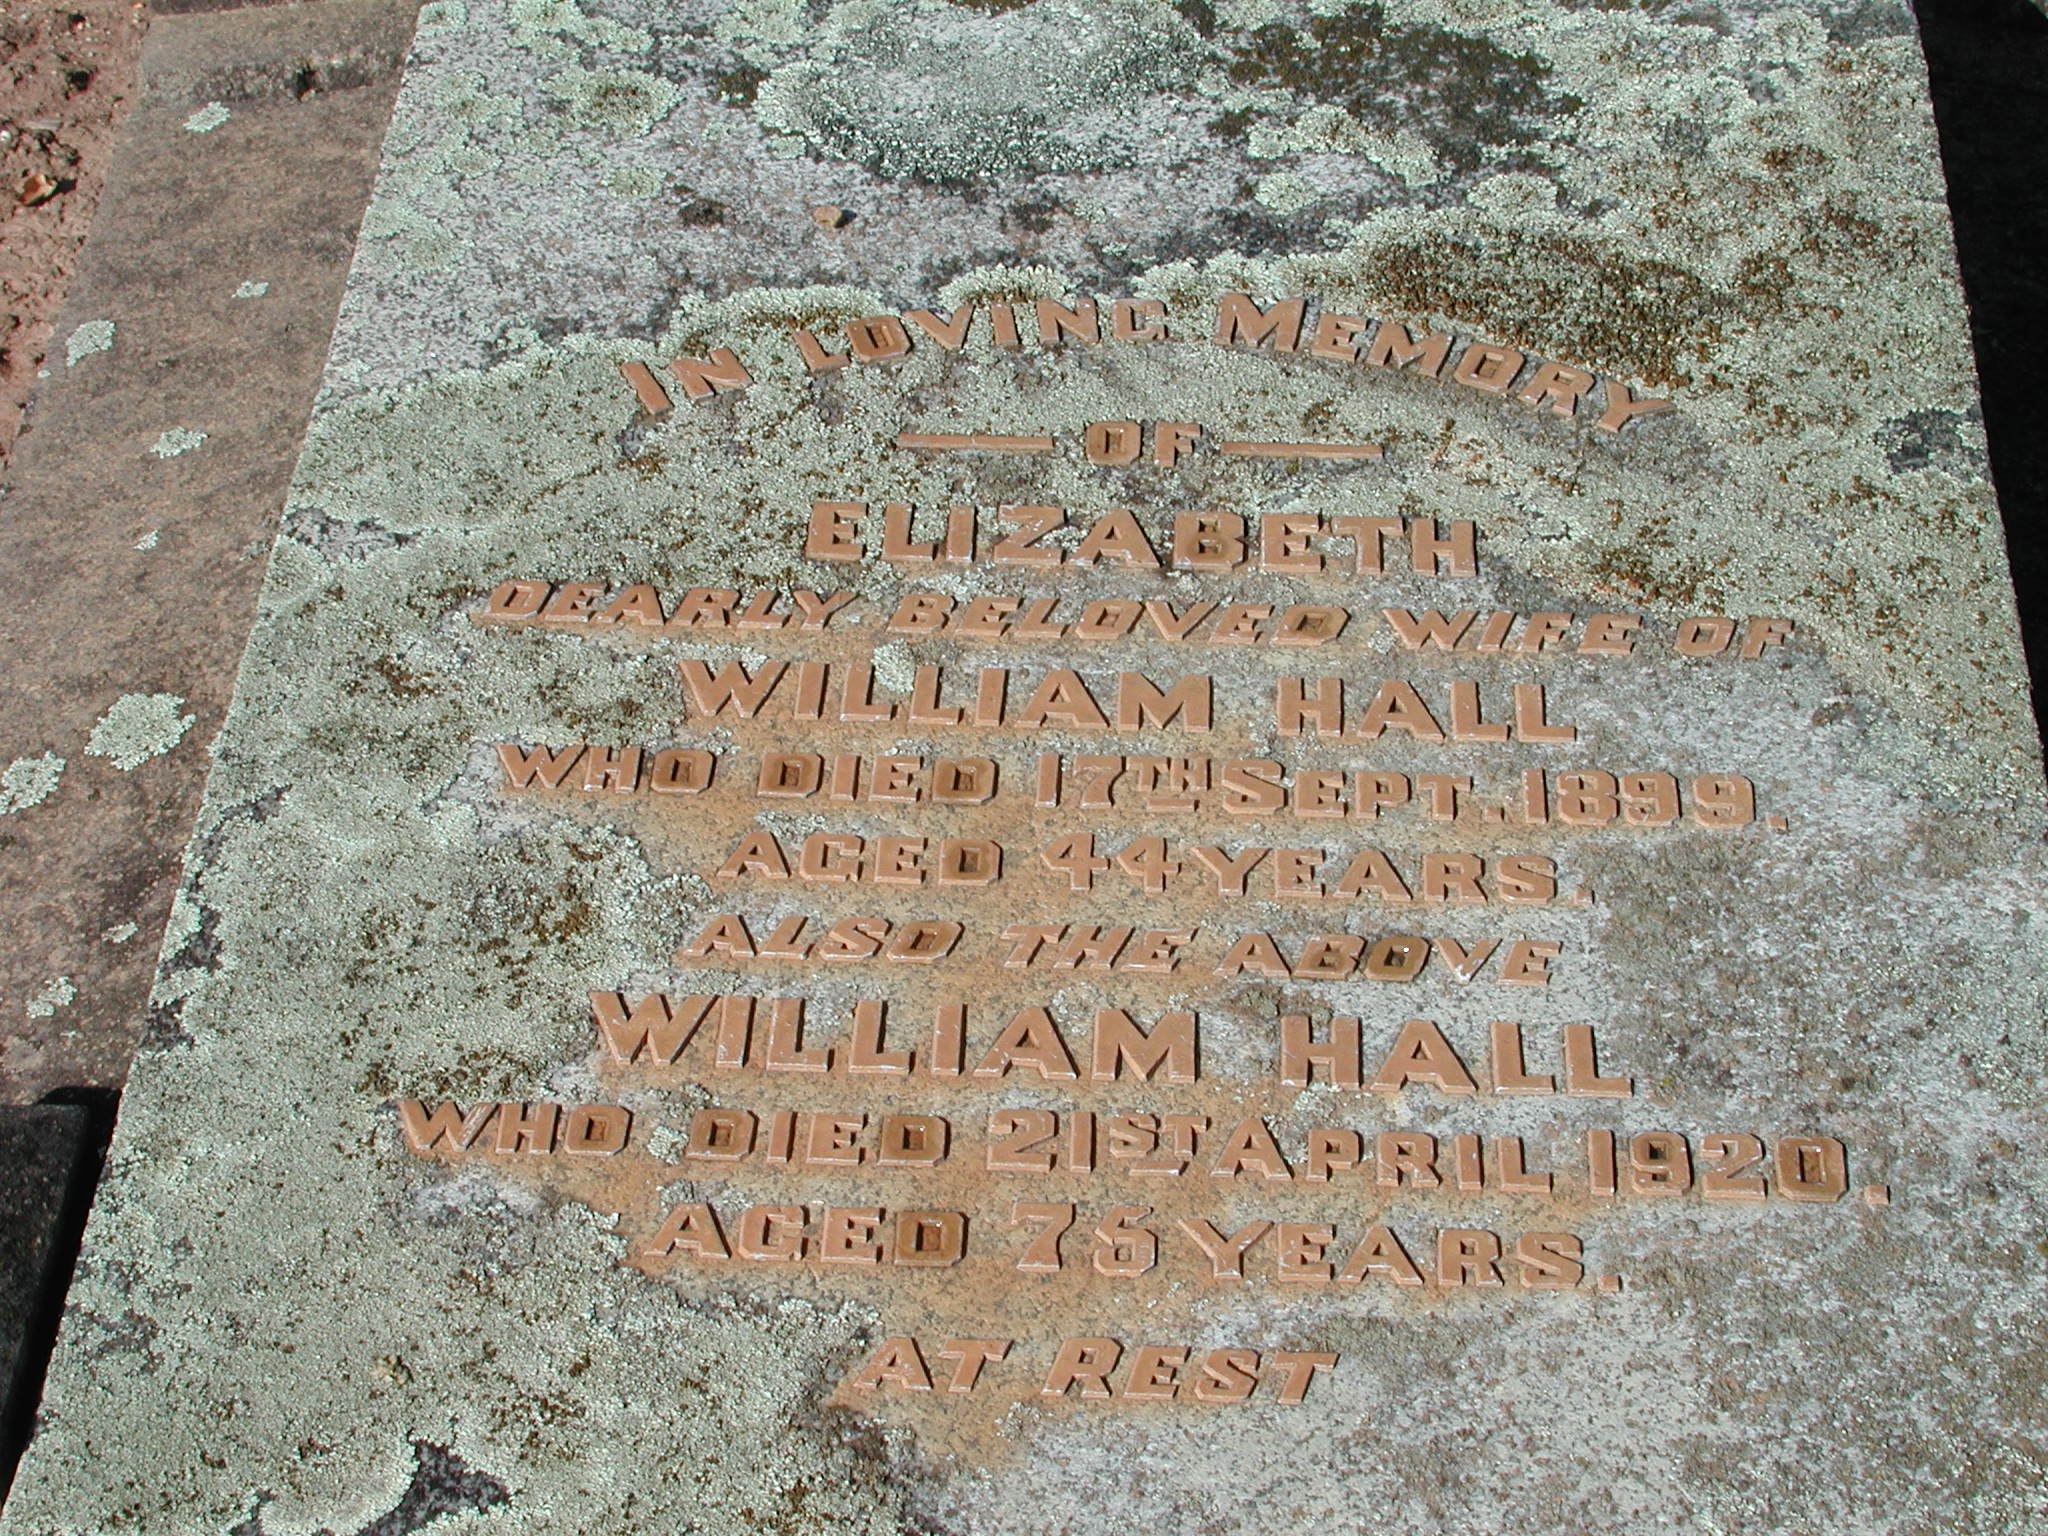 IN LOVING MEMORY
OF
ELIZABETH
DEARLY BELOVED WIFE OF
WILLIAM HALL
WHO DIED 17TH SEPT. 1899.
AGED 44 YEARS.
ALSO THE ABOVE
WILLIAM HALL
WHO DIED 21ST APRIL 1920.
AGED 75 YEARS.
AT REST